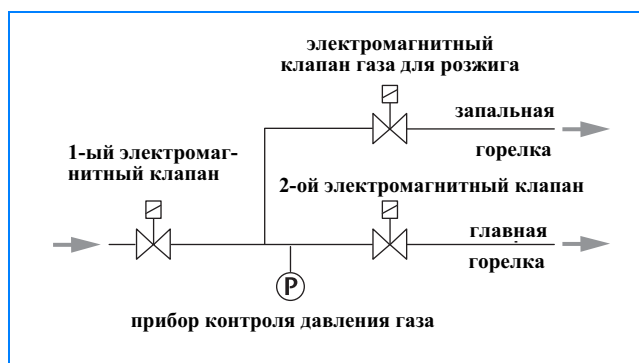 электромагнитный
клапан газа для розжига
запальная
горелка
1-ый электромаг-
нитный клапан
2-ой электромагнитный клапан
главная
горелка
P
прибор контроля давления газа